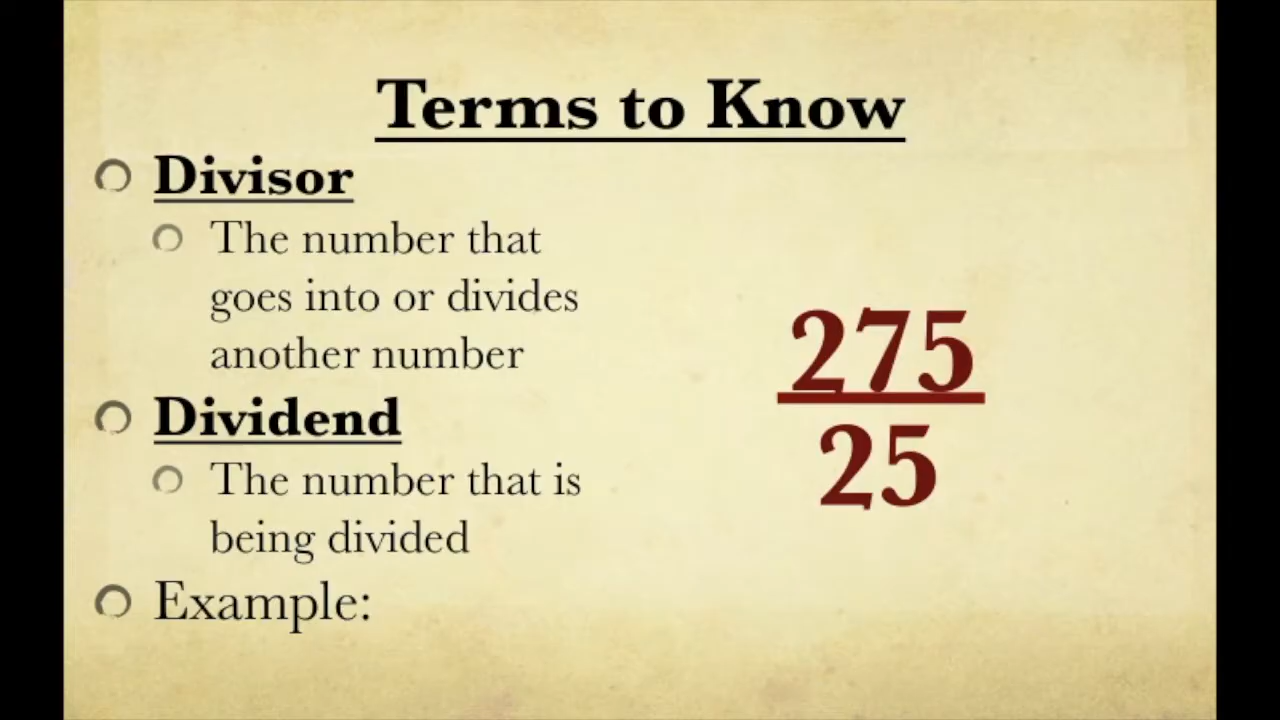 Terms to Know
Divisor
The number that
goes into or divides
another number
Dividend
The number that is
being divided
Example:
275
25